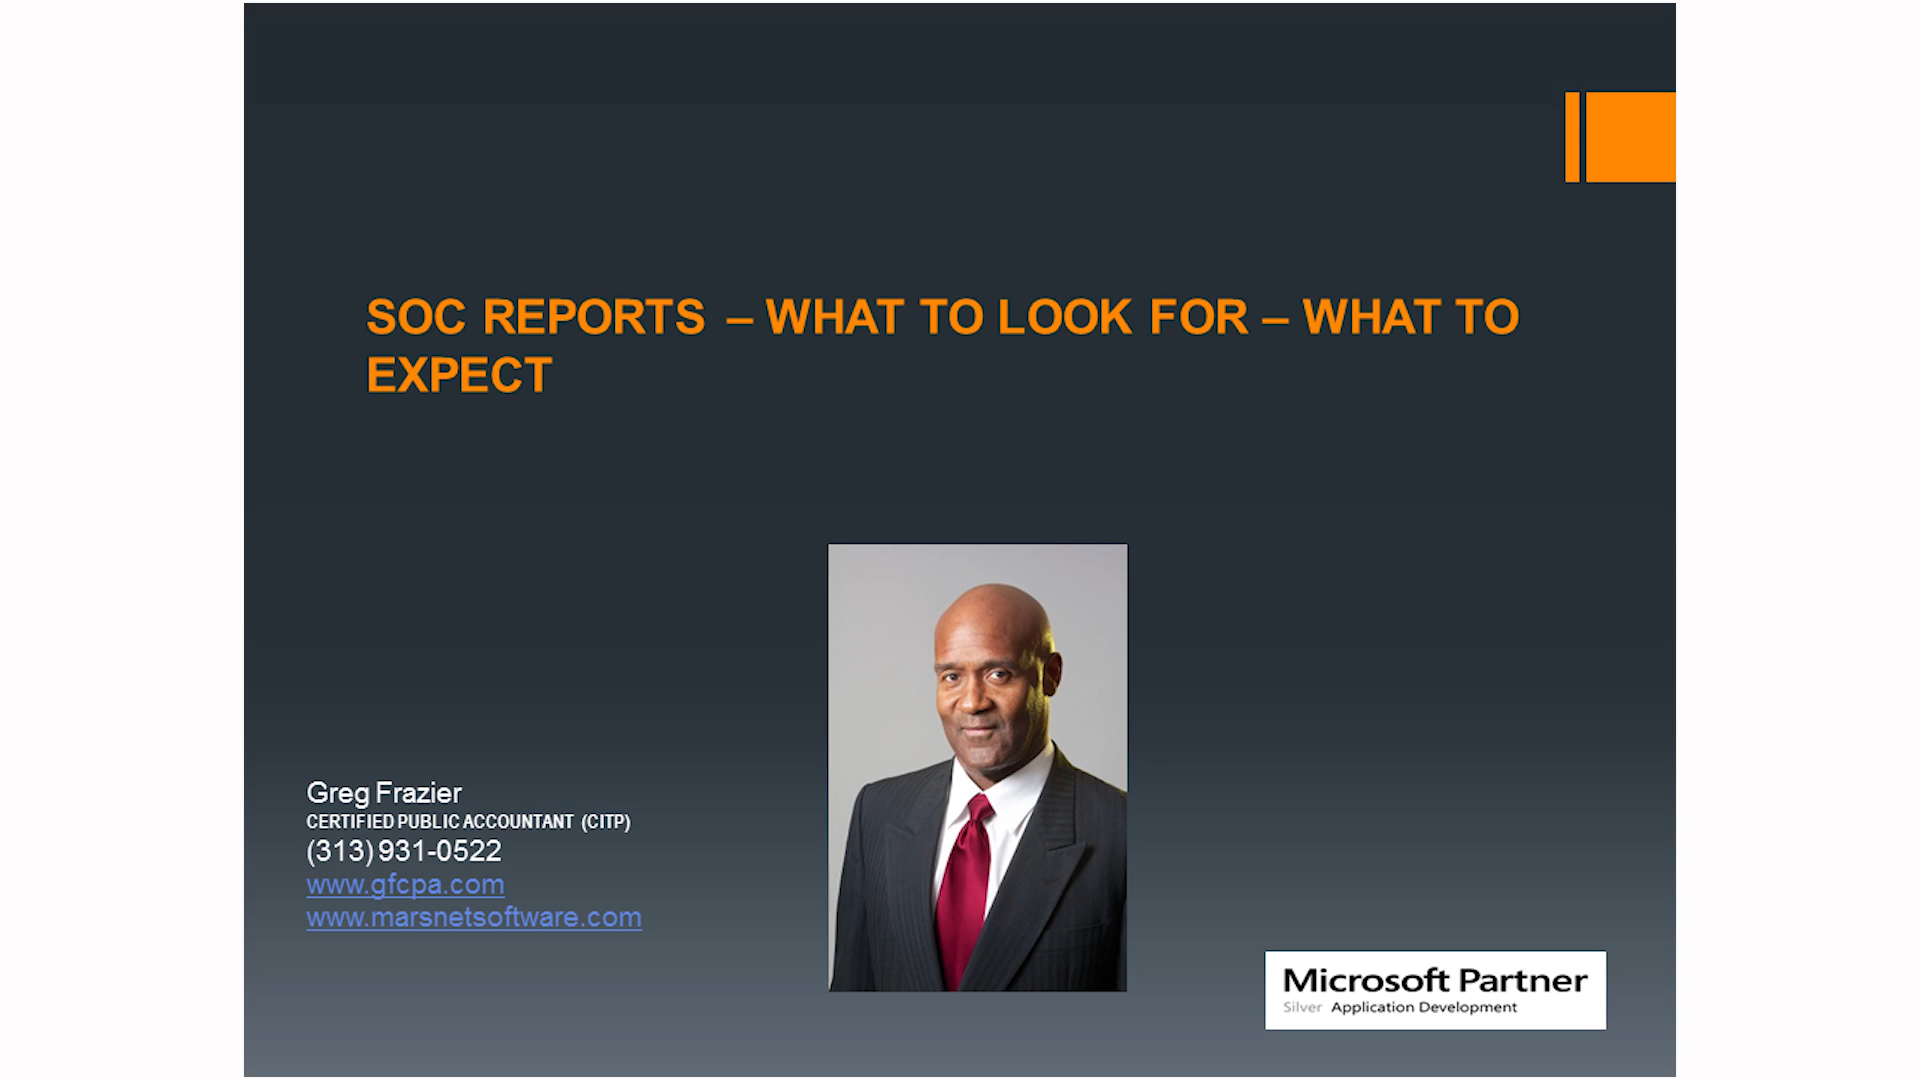 SOC REPORTS – WHAT TO LOOK FOR – WHAT TO
EXPECT
Greg Frazier
CERTIFIED PUBLIC ACCOUNTANT (CITP)
(313) 931-0522
www.gfcpa.com
www.marsnetsoftware.com
Microsoft Partner
Silver Application Development